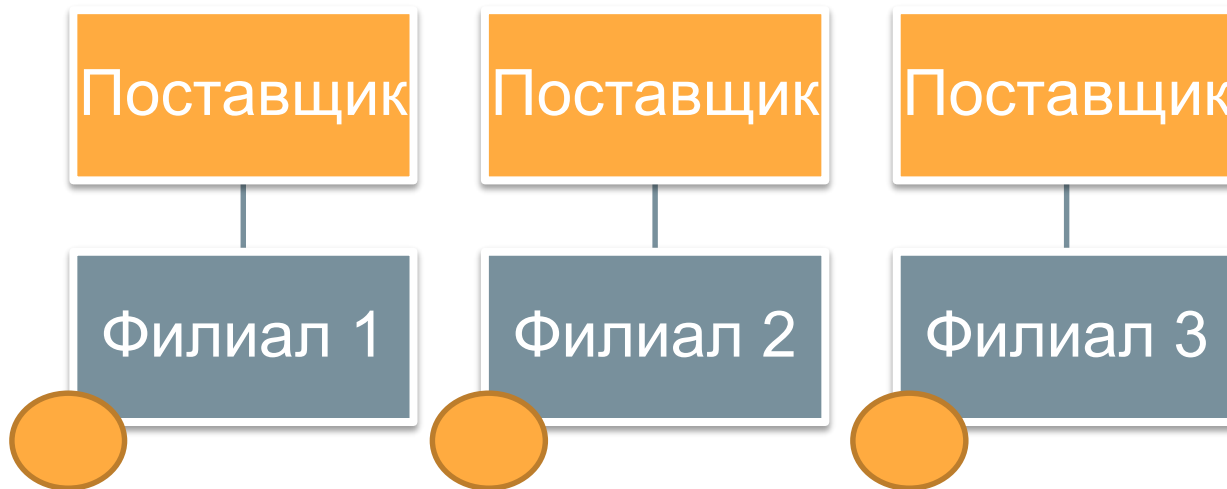 Поставщик Поставщик Поставщик
Филиал 1 Филиал 2 Филиал 3